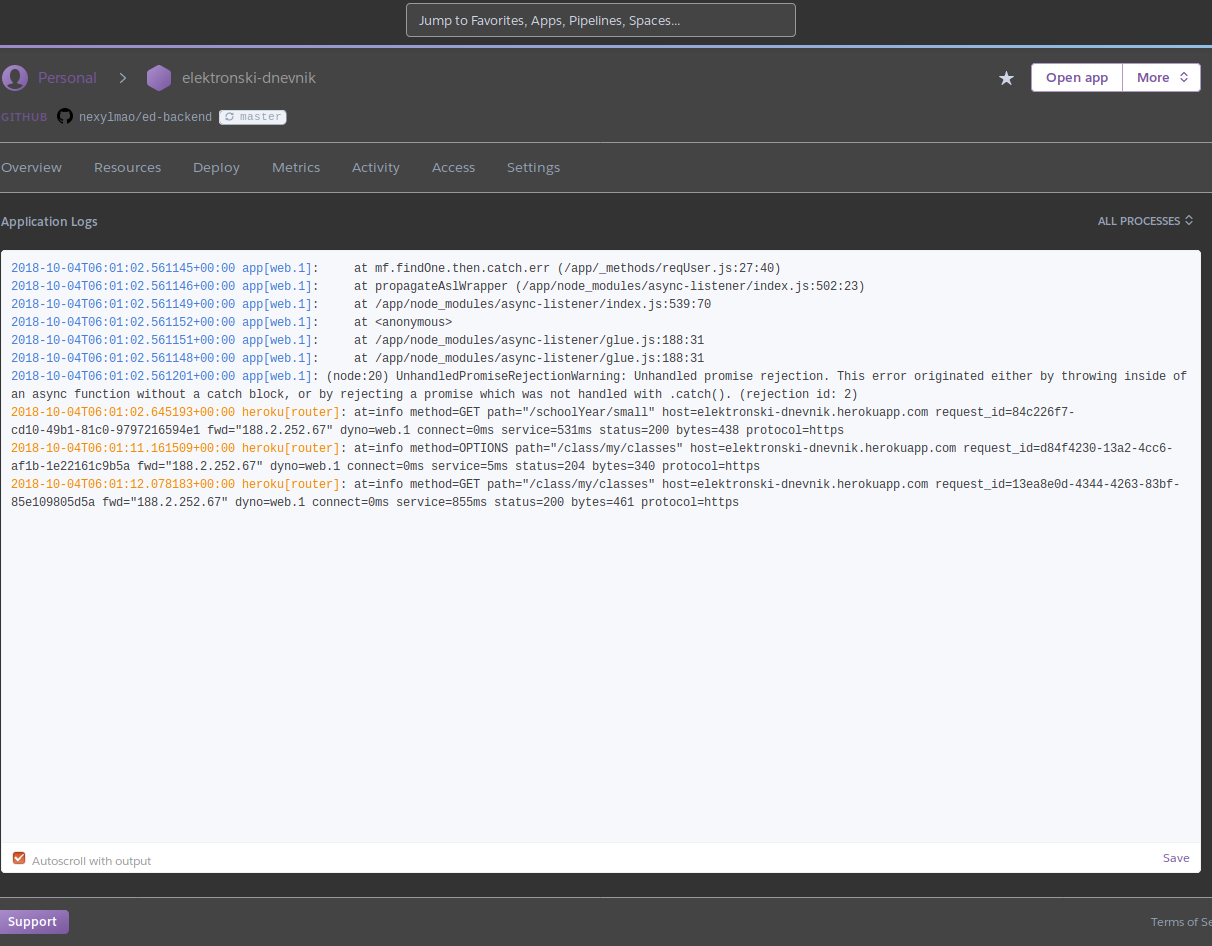 Jump to Favorites, Apps, Pipelines, Spaces...
Personal > elektronski-dnevnik
Open app More
GITHUB nexylmao/ed-backend master
Overview Resources Deploy Metrics Activity Access Settings
Application Logs ALL PROCESSES
2018-10-04T06:01:02.561145+00:00 app[web.1]:     at mf.findOne.then.catch.err (/app/_methods/reqUser.js:27:40)
2018-10-04T06:01:02.561146+00:00 app[web.1]:     at propagateAslWrapper (/app/node_modules/async-listener/index.js:502:23)
2018-10-04T06:01:02.561149+00:00 app[web.1]:     at /app/node_modules/async-listener/index.js:539:70
2018-10-04T06:01:02.561152+00:00 app[web.1]:     at <anonymous>
2018-10-04T06:01:02.561151+00:00 app[web.1]:     at /app/node_modules/async-listener/glue.js:188:31
2018-10-04T06:01:02.561148+00:00 app[web.1]:     at /app/node_modules/async-listener/glue.js:188:31
2018-10-04T06:01:02.561201+00:00 app[web.1]: (node:20) UnhandledPromiseRejectionWarning: Unhandled promise rejection. This error originated either by throwing inside of
an async function without a catch block, or by rejecting a promise which was not handled with .catch(). (rejection id: 2)
2018-10-04T06:01:02.645193+00:00 heroku[router]: at=info method=GET path="/schoolYear/small" host=elektronski-dnevnik.herokuapp.com request_id=84c226f7-
cd10-49b1-81c0-9797216594e1 fwd="188.2.252.67" dyno=web.1 connect=0ms service=531ms status=200 bytes=438 protocol=https
2018-10-04T06:01:11.161509+00:00 heroku[router]: at=info method=OPTIONS path="/class/my/classes" host=elektronski-dnevnik.herokuapp.com request_id=d84f4230-13a2-4cc6-
af1b-1e22161c9b5a fwd="188.2.252.67" dyno=web.1 connect=0ms service=5ms status=204 bytes=340 protocol=https
2018-10-04T06:01:12.078183+00:00 heroku[router]: at=info method=GET path="/class/my/classes" host=elektronski-dnevnik.herokuapp.com request_id=13ea8e0d-4344-4263-83bf-
85e109805d5a fwd="188.2.252.67" dyno=web.1 connect=0ms service=855ms status=200 bytes=461 protocol=https
Autoscroll with output Save
Support Terms of Se